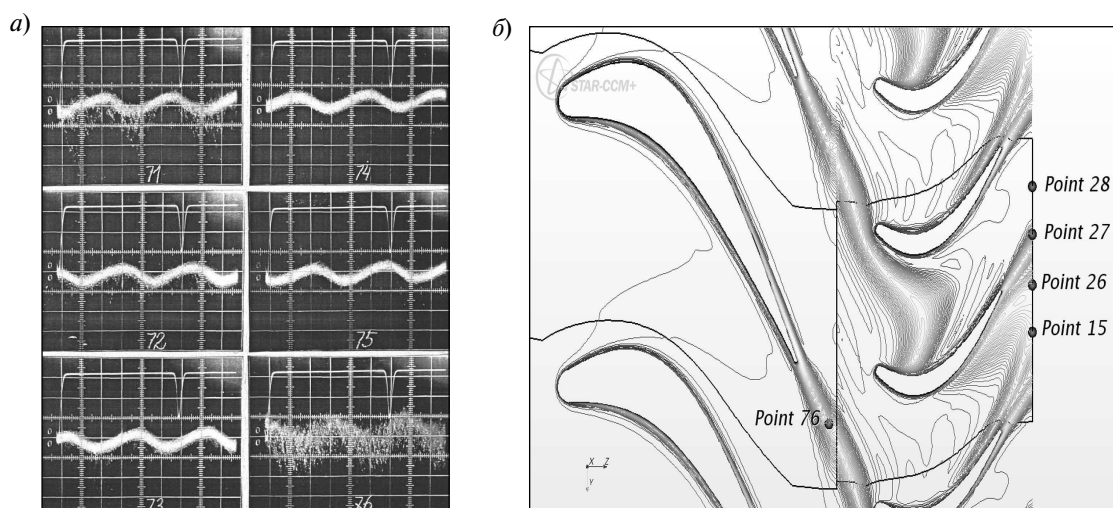 а)
б)
71
74
72
75
73
76
STAR-CCM+
Point 28
Point 27
Point 26
Point 15
Point 76
X
Z
Y